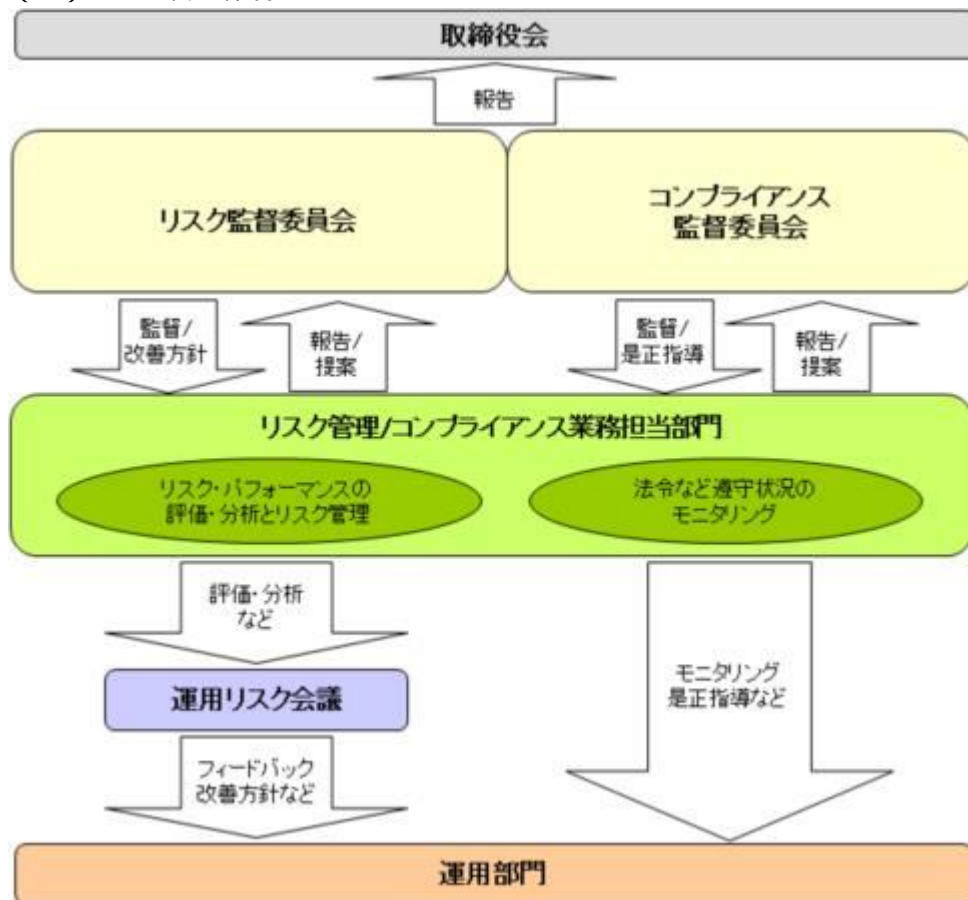 取締役会
報告
リスク監督委員会
コンプライアンス
監督委員会
監督/
改善方針
報告/
提案
監督/
是正指導
報告/
提案
リスク管理/コンプライアンス業務担当部門
リスク・パフォーマンスの
評価・分析とリスク管理
法令など遵守状況の
モニタリング
評価・分析
など
運用リスク会議
モニタリング
是正指導など
フィードバック
改善方針など
運用部門